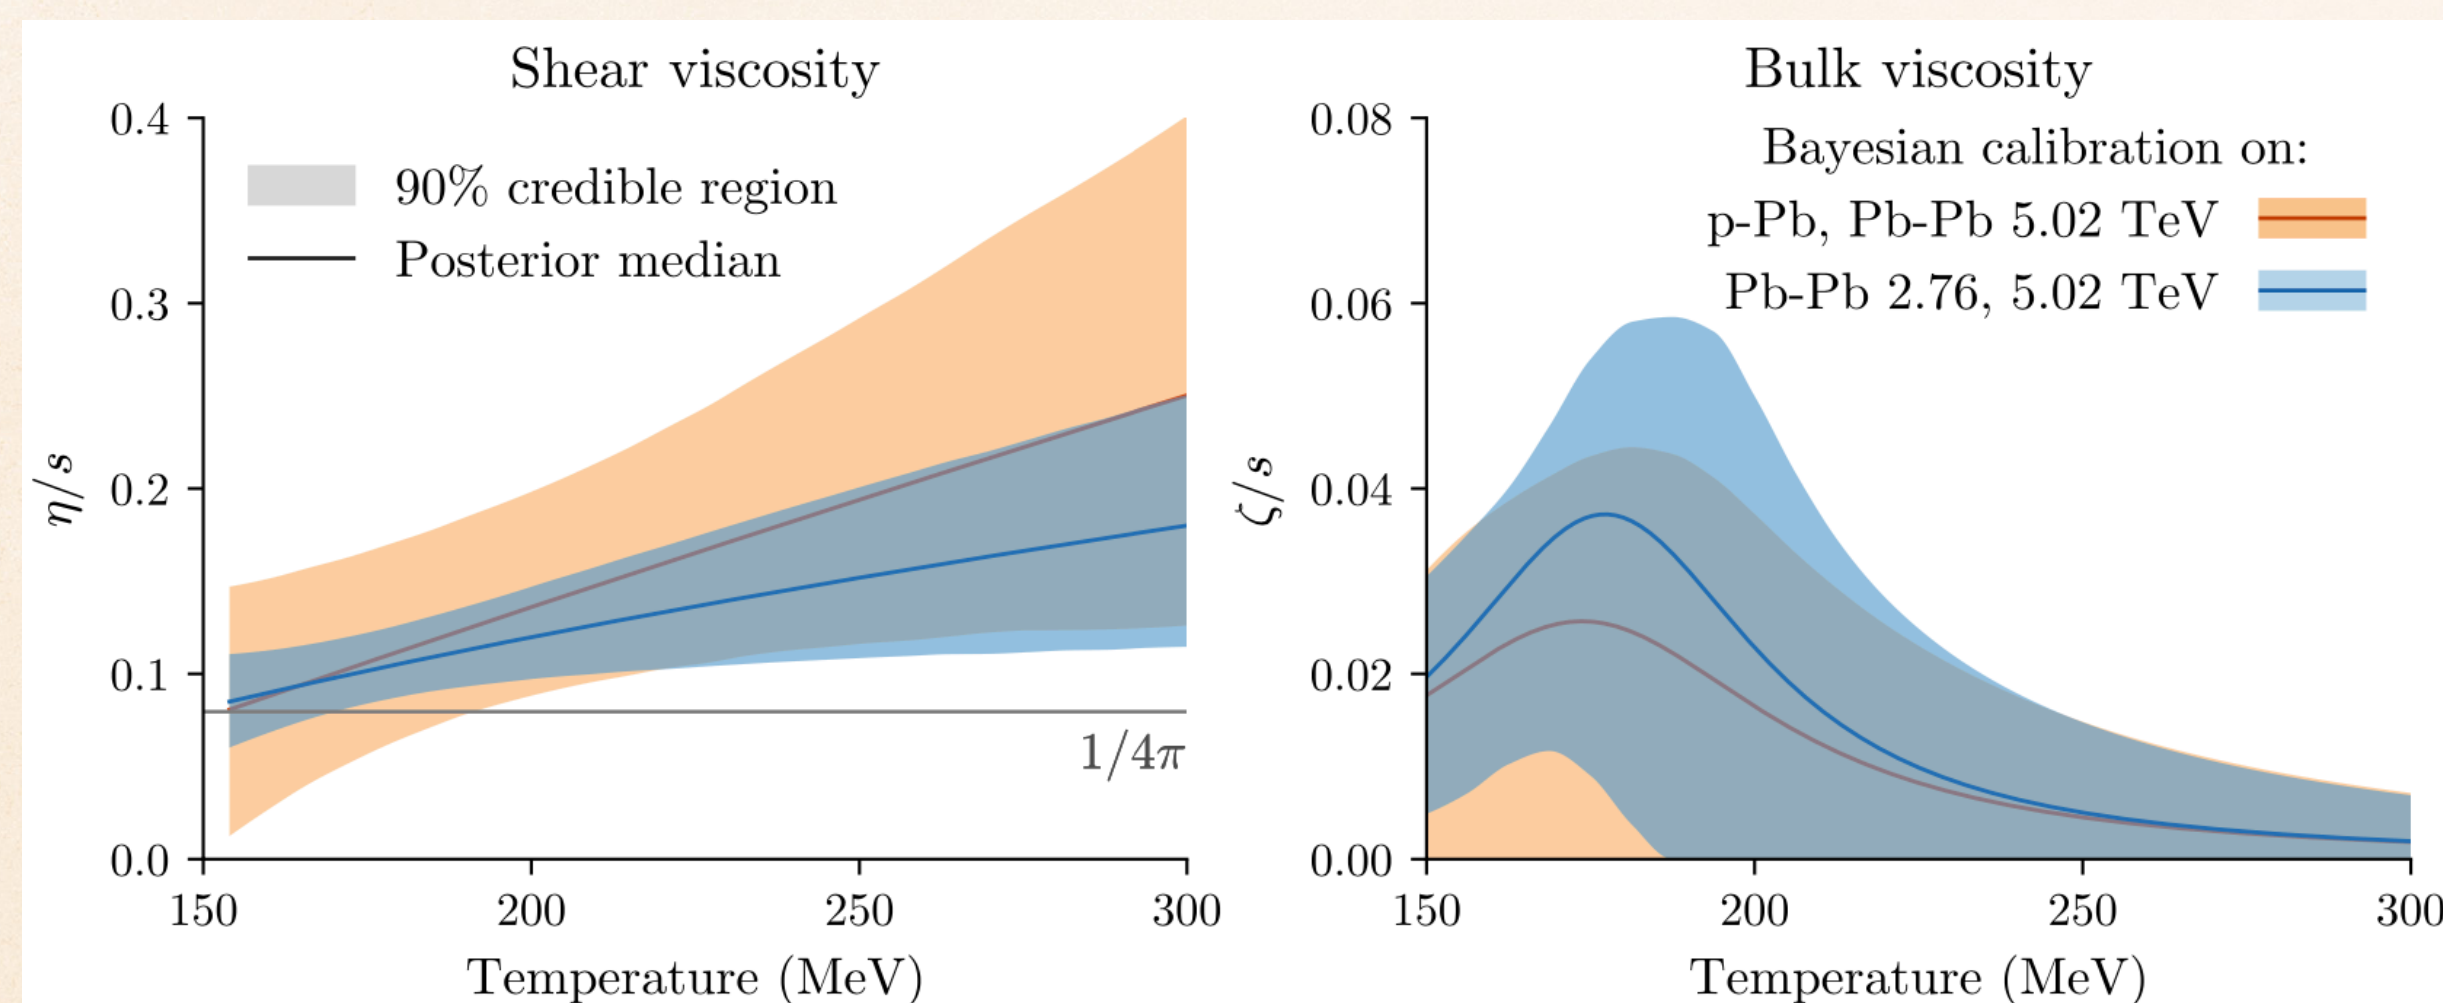 Shear viscosity
0.4
0.3
0.2
0.1
0.0
η/s
90% credible region
Posterior median
1/4π
150 200 250 300
Temperature (MeV)
Bulk viscosity
0.08
0.06
0.04
0.02
0.00
ζ/s
Bayesian calibration on:
p-Pb, Pb-Pb 5.02 TeV
Pb-Pb 2.76, 5.02 TeV
150 200 250 300
Temperature (MeV)